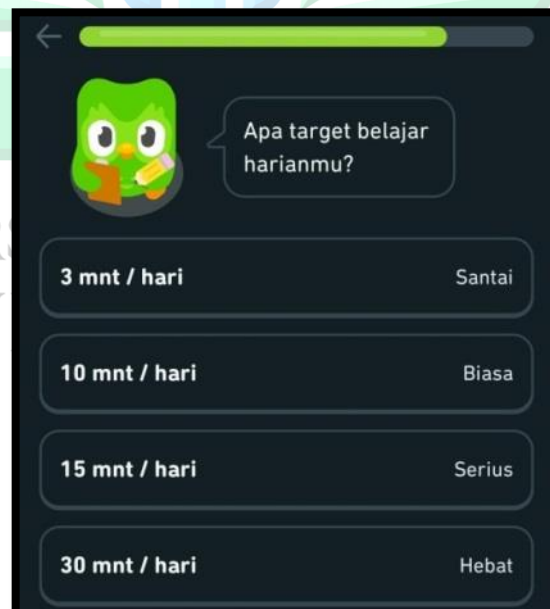 Apa target belajar
harianmu?
3 mnt / hari Santai
10 mnt / hari Biasa
15 mnt / hari Serius
30 mnt / hari Hebat